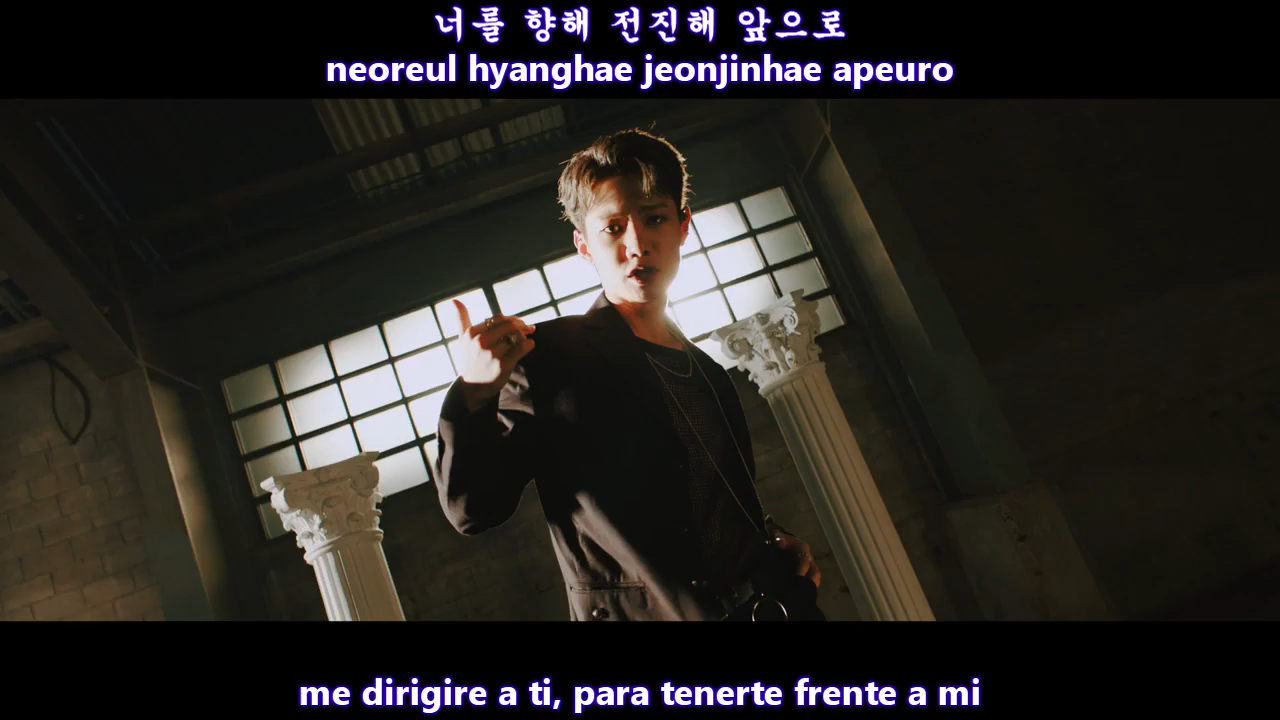 너를 향해 전진해 앞으로
neoreul hyanghae jeonjinhae apeuro
me dirigire a ti, para tenerte frente a mi